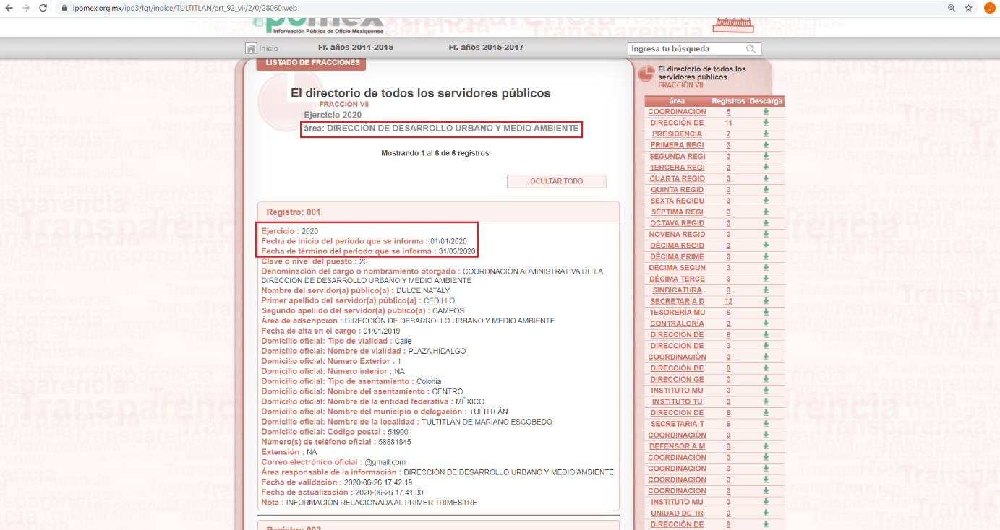 ipomex.org.mx/ipo3/lgt/indice/TULTITLAN/art_92_vii/2/0/28060.web
J
ipomex
Información Pública de Oficio Mexiquense
Inicio
Fr. años 2011-2015
Fr. años 2015-2017
Ingresa tu búsqueda
LISTADO DE FRACCIONES
El directorio de todos los servidores públicos
FRACCIÓN VII
Ejercicio 2020
área: DIRECCIÓN DE DESARROLLO URBANO Y MEDIO AMBIENTE
Mostrando 1 al 6 de 6 registros
OCULTAR TODO
Registro: 001
Ejercicio : 2020
Fecha de inicio del periodo que se informa : 01/01/2020
Fecha de término del periodo que se informa : 31/03/2020
Clave o nivel del puesto : 26
Denominación del cargo o nombramiento otorgado : COORDNACIÓN ADMINISTRATIVA DE LA
DIRECCION DE DESARROLLO URBANO Y MEDIO AMBIENTE
Nombre del servidor(a) público(a) : DULCE NATALY
Primer apellido del servidor(a) público(a) : CEDILLO
Segundo apellido del servidor(a) público(a) : CAMPOS
Área de adscripción : DIRECCIÓN DE DESARROLLO URBANO Y MEDIO AMBIENTE
Fecha de alta en el cargo : 01/01/2019
Domicilio oficial: Tipo de vialidad : Calle
Domicilio oficial: Nombre de vialidad : PLAZA HIDALGO
Domicilio oficial: Número Exterior : 1
Domicilio oficial: Número interior : NA
Domicilio oficial: Tipo de asentamiento : Colonia
Domicilio oficial: Nombre del asentamiento : CENTRO
Domicilio oficial: Nombre de la entidad federativa : MÉXICO
Domicilio oficial: Nombre del municipio o delegación : TULTITLÁN
Domicilio oficial: Nombre de la localidad : TULTITLÁN DE MARIANO ESCOBEDO
Domicilio oficial: Código postal : 54900
Número(s) de teléfono oficial : 58884845
Extensión : NA
Correo electrónico oficial : @gmail.com
Área responsable de la información : DIRECCIÓN DE DESARROLLO URBANO Y MEDIO AMBIENTE
Fecha de validación : 2020-06-26 17:42:19
Fecha de actualización : 2020-06-26 17:41:30
Nota : INFORMACIÓN RELACIONADA AL PRIMER TRIMESTRE
Registro: 002
El directorio de todos los
servidores públicos
FRACCIÓN VII
área Registros Descarga
COORDINACIÓN 5
DIRECCIÓN DE 11
PRESIDENCIA 7
PRIMERA REGI 3
SEGUNDA REGI 3
TERCERA REGI 3
CUARTA REGID 3
QUINTA REGID 3
SEXTA REGIDU 3
SÉPTIMA REGI 3
OCTAVA REGID 3
NOVENA REGID 3
DÉCIMA REGID 3
DÉCIMA PRIME 3
DÉCIMA SEGUN 3
DÉCIMA TERCE 3
SINDICATURA 3
SECRETARÍA D 12
TESORERÍA MU 6
CONTRALORÍA 3
DIRECCIÓN DE 6
DIRECCIÓN DE 3
COORDINACIÓN 3
DIRECCIÓN DE 9
DIRECCIÓN GE 3
INSTITUTO MU 3
INSTITUTO TU 3
DIRECCIÓN DE 6
SECRETARIA T 6
COORDINACIÓN 3
DEFENSORÍA M 3
COORDINACIÓN 3
COORDINACIÓN 3
COORDINACIÓN 3
COORDINACIÓN 3
INSTITUTO MU 3
UNIDAD DE TR 3
DIRECCIÓN DE 9